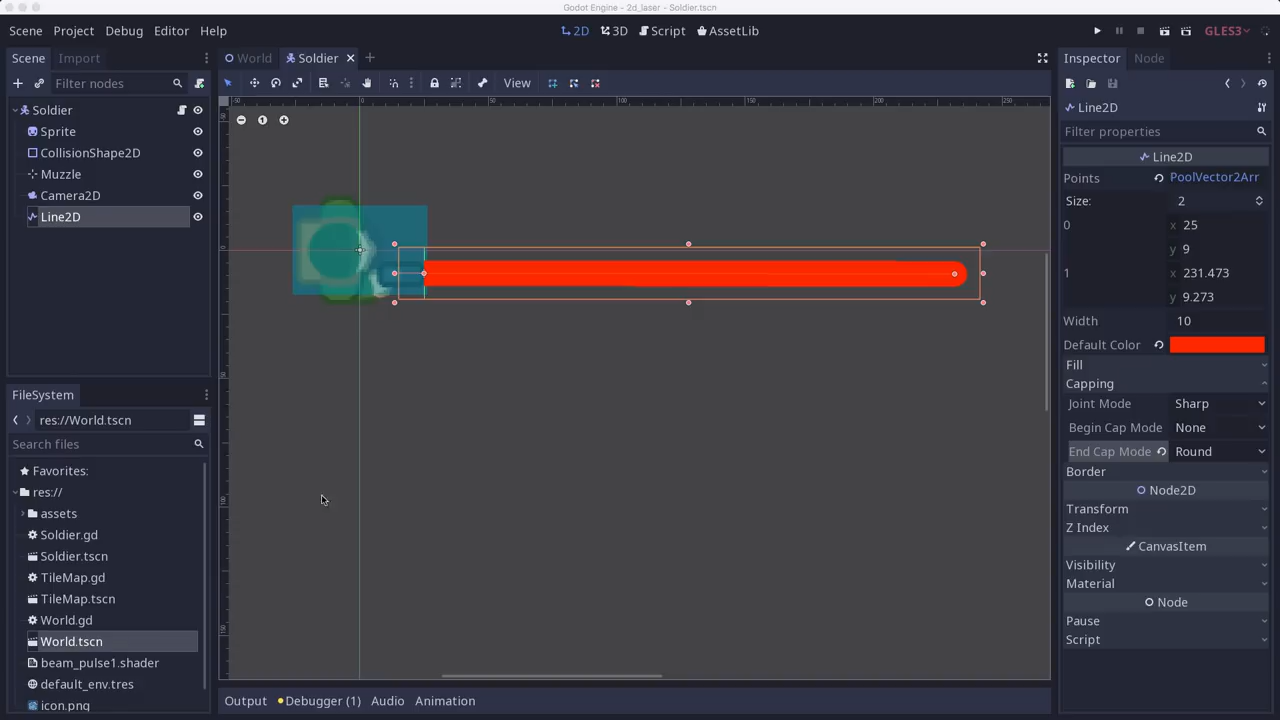 Godot Engine - 2d_laser - Soldier.tscn
Scene Project Debug Editor Help
2D 3D Script AssetLib
GLES3
Scene Import
Filter nodes
Soldier
Sprite
CollisionShape2D
Muzzle
Camera2D
Line2D
FileSystem
res://World.tscn
Search files
Favorites:
res://
assets
Soldier.gd
Soldier.tscn
TileMap.gd
TileMap.tscn
World.gd
World.tscn
beam_pulse1.shader
default_env.tres
icon.png
World Soldier
View
0 50 100 150 200 250
Output Debugger (1) Audio Animation
Inspector Node
Line2D
Filter properties
Line2D
Points PoolVector2Arr
Size: 2
0 x 25
y 9
1 x 231.473
y 9.273
Width 10
Default Color
Fill
Capping
Joint Mode Sharp
Begin Cap Mode None
End Cap Mode Round
Border
Node2D
Transform
Z Index
CanvasItem
Visibility
Material
Node
Pause
Script